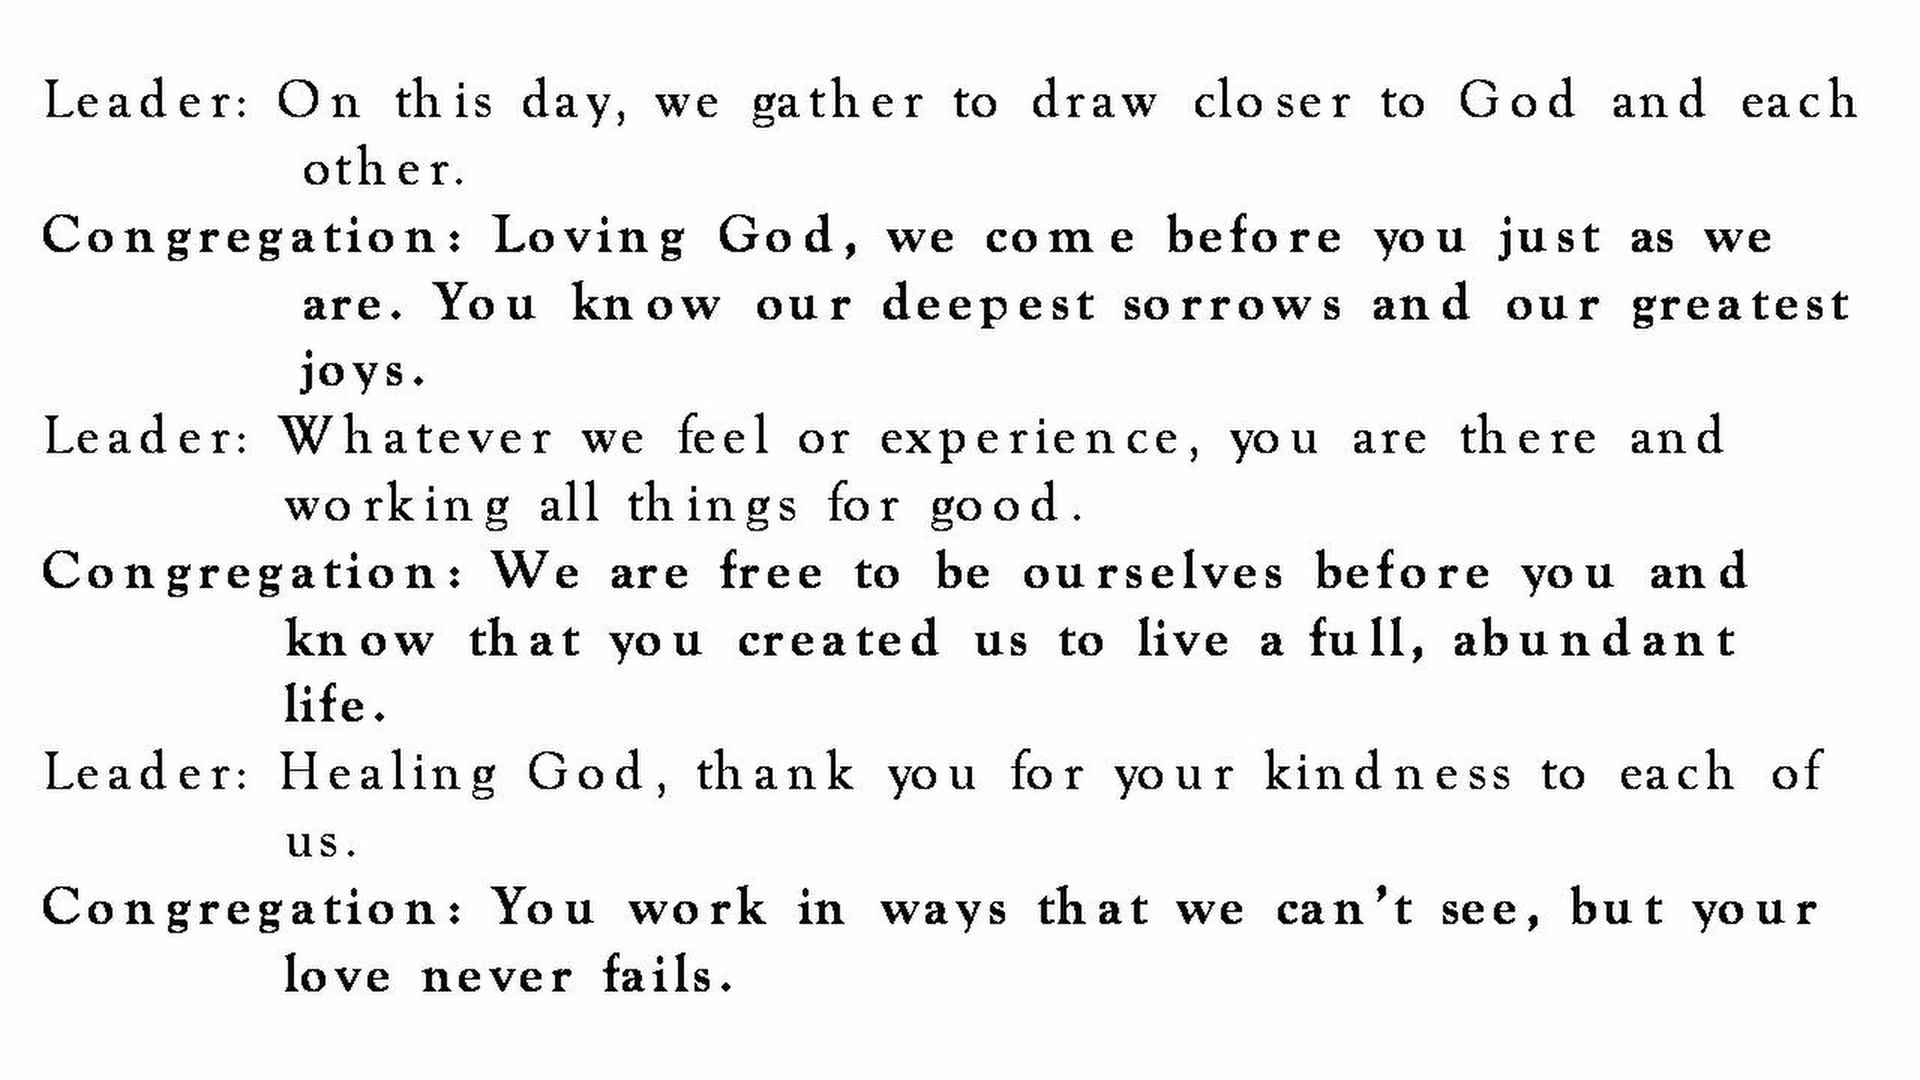 Leader: On this day, we gather to draw closer to God and each
other.
Congregation: Loving God, we come before you just as we
are. You know our deepest sorrows and our greatest
joys.
Leader: Whatever we feel or experience, you are there and
working all things for good.
Congregation: We are free to be ourselves before you and
know that you created us to live a full, abundant
life.
Leader: Healing God, thank you for your kindness to each of
us.
Congregation: You work in ways that we can’t see, but your
love never fails.